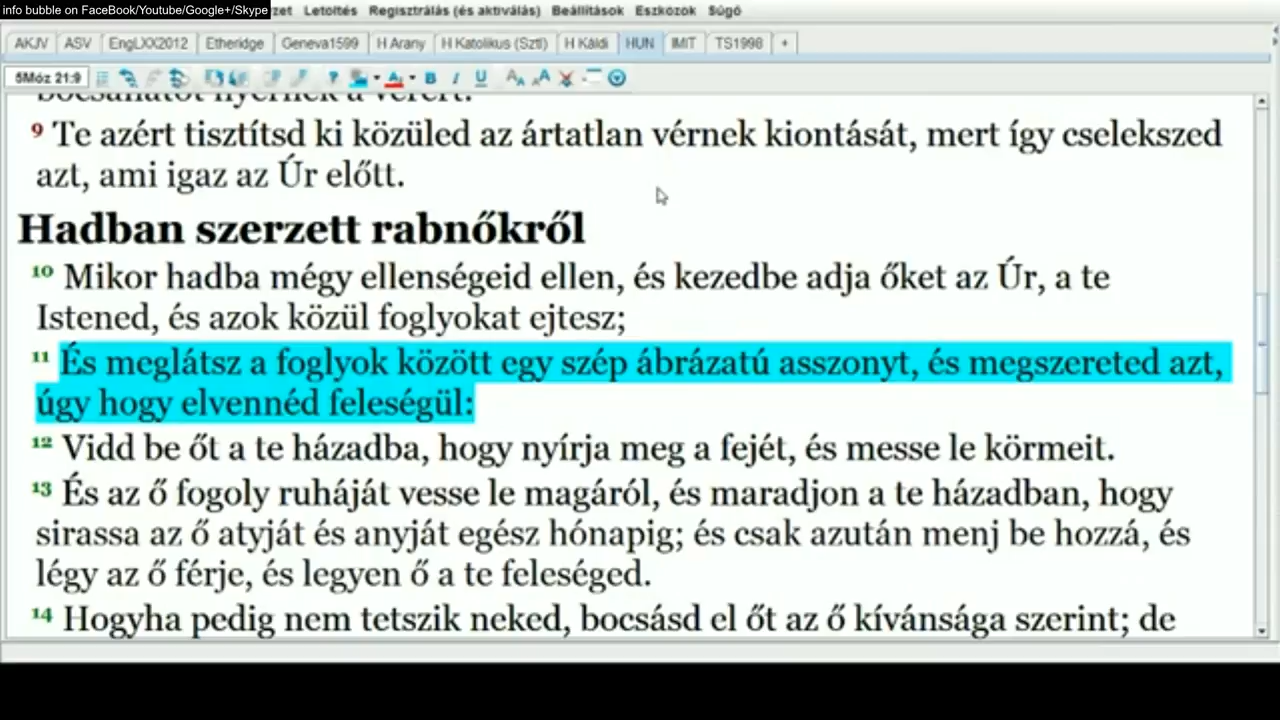 info bubble on FaceBook/Youtube/Google+/Skype
zet Letoltés Regisztrálás (és aktiválás) Beállítások Eszközök Súgó
AKJV ASV EnglXX2012 Etheridge Geneva1599 H Arany H Katolikus (SztI) H Káldi HUN IMIT TS1998 +
5Móz 21:9 ? A B I U
bocsánatot nyernek a vérért.
9 Te azért tisztítsd ki közüled az ártatlan vérnek kiontását, mert így cselekszed
azt, ami igaz az Úr előtt.
Hadban szerzett rabnőkről
10 Mikor hadba mégy ellenségeid ellen, és kezedbe adja őket az Úr, a te
Istened, és azok közül foglyokat ejtesz;
11 És meglátsz a foglyok között egy szép ábrázatú asszonyt, és megszereted azt,
úgy hogy elvennéd feleségül:
12 Vidd be őt a te házadba, hogy nyírja meg a fejét, és messe le körmeit.
13 És az ő fogoly ruháját vesse le magáról, és maradjon a te házadban, hogy
sirassa az ő atyját és anyját egész hónapig; és csak azután menj be hozzá, és
légy az ő férje, és legyen ő a te feleséged.
14 Hogyha pedig nem tetszik neked, bocsásd el őt az ő kívánsága szerint; de